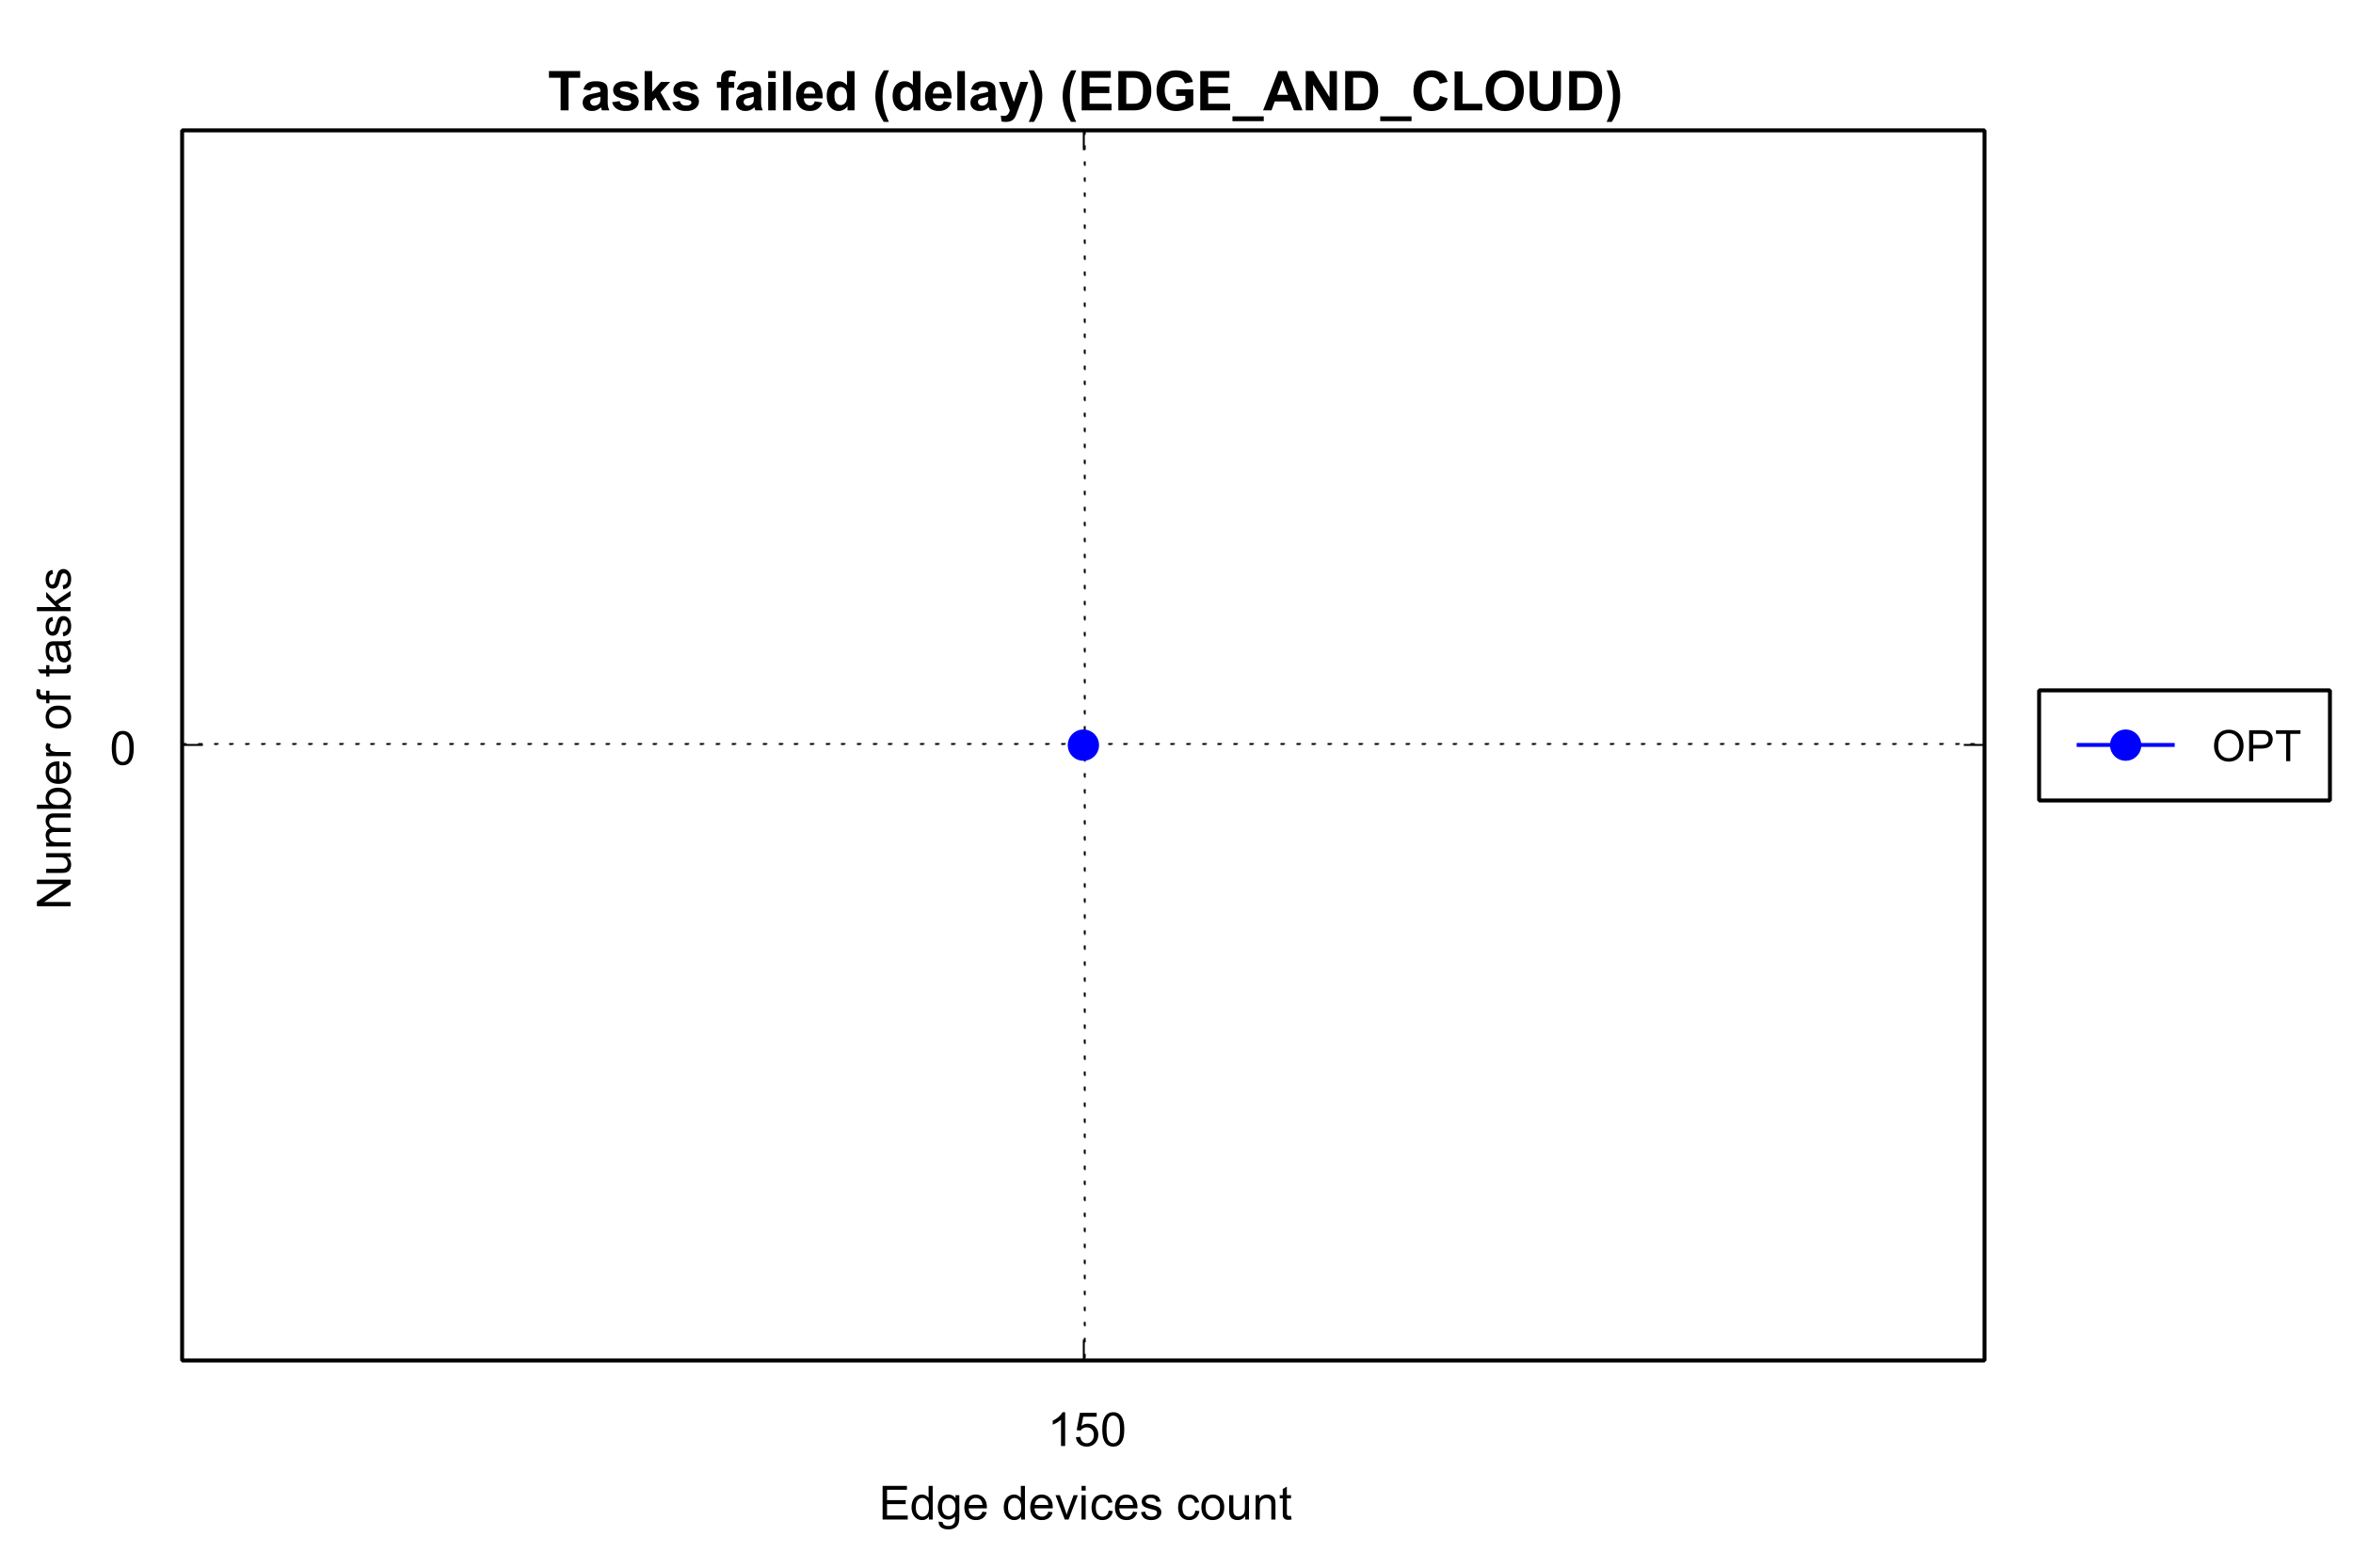 Tasks failed (delay) (EDGE_AND_CLOUD)
Number of tasks
0
OPT
150
Edge devices count